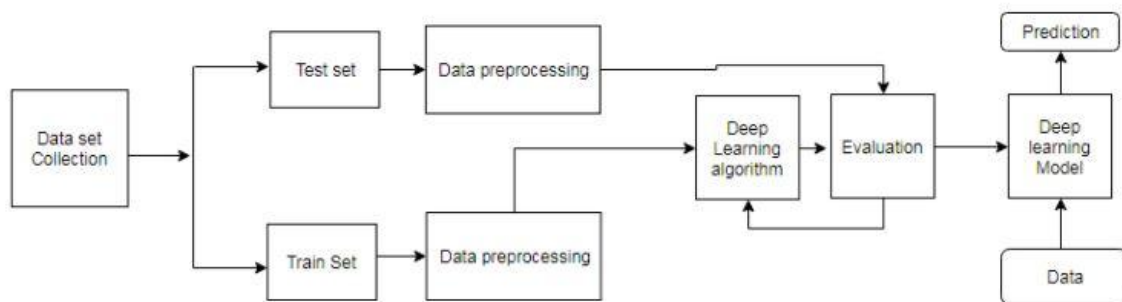 Prediction
Test set
Data preprocessing
Data set
Collection
Deep
Learning
algorithm
Evaluation
Deep
learning
Model
Train Set
Data preprocessing
Data